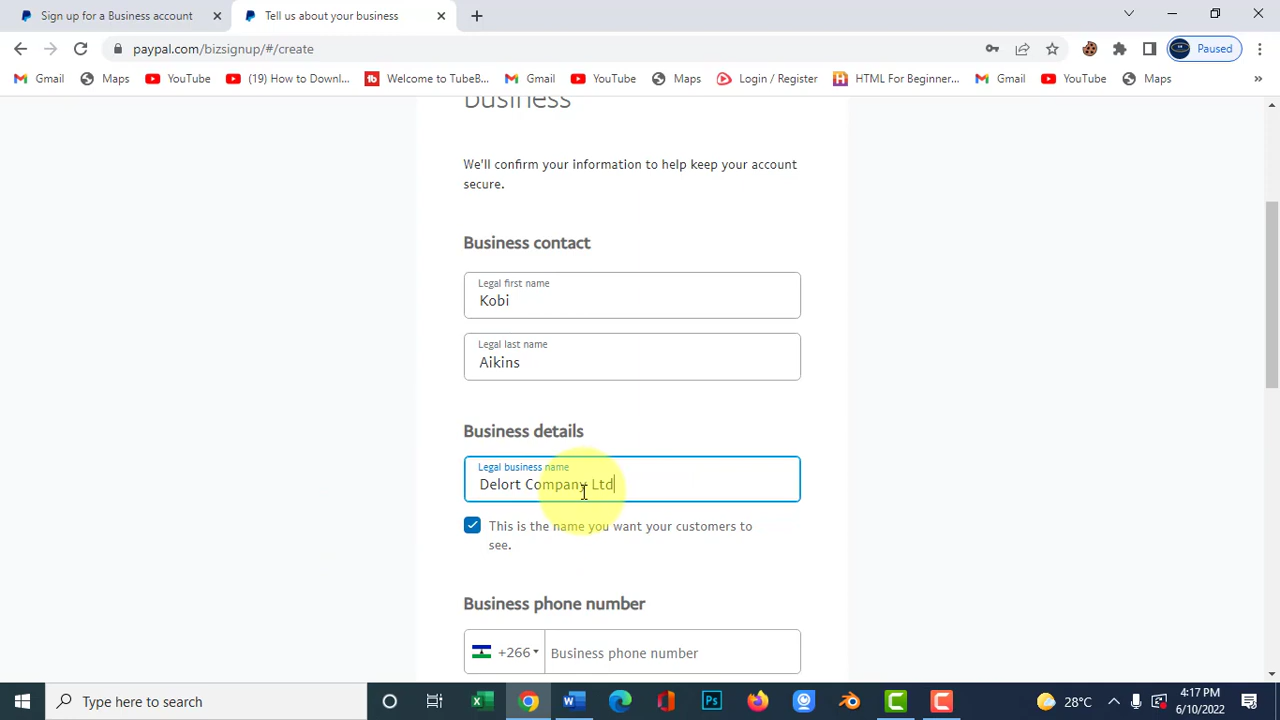 Sign up for a Business account
Tell us about your business
paypal.com/bizsignup/#/create
Paused
Gmail
Maps
YouTube
(19) How to Downl...
Welcome to TubeB...
Gmail
YouTube
Maps
Login / Register
HTML For Beginner...
Gmail
YouTube
Maps
business
We'll confirm your information to help keep your account
secure.
Business contact
Legal first name
Kobi
Legal last name
Aikins
Business details
Legal business name
Delort Company Ltd
This is the name you want your customers to
see.
Business phone number
+266
Business phone number
Type here to search
28°C
4:17 PM
6/10/2022